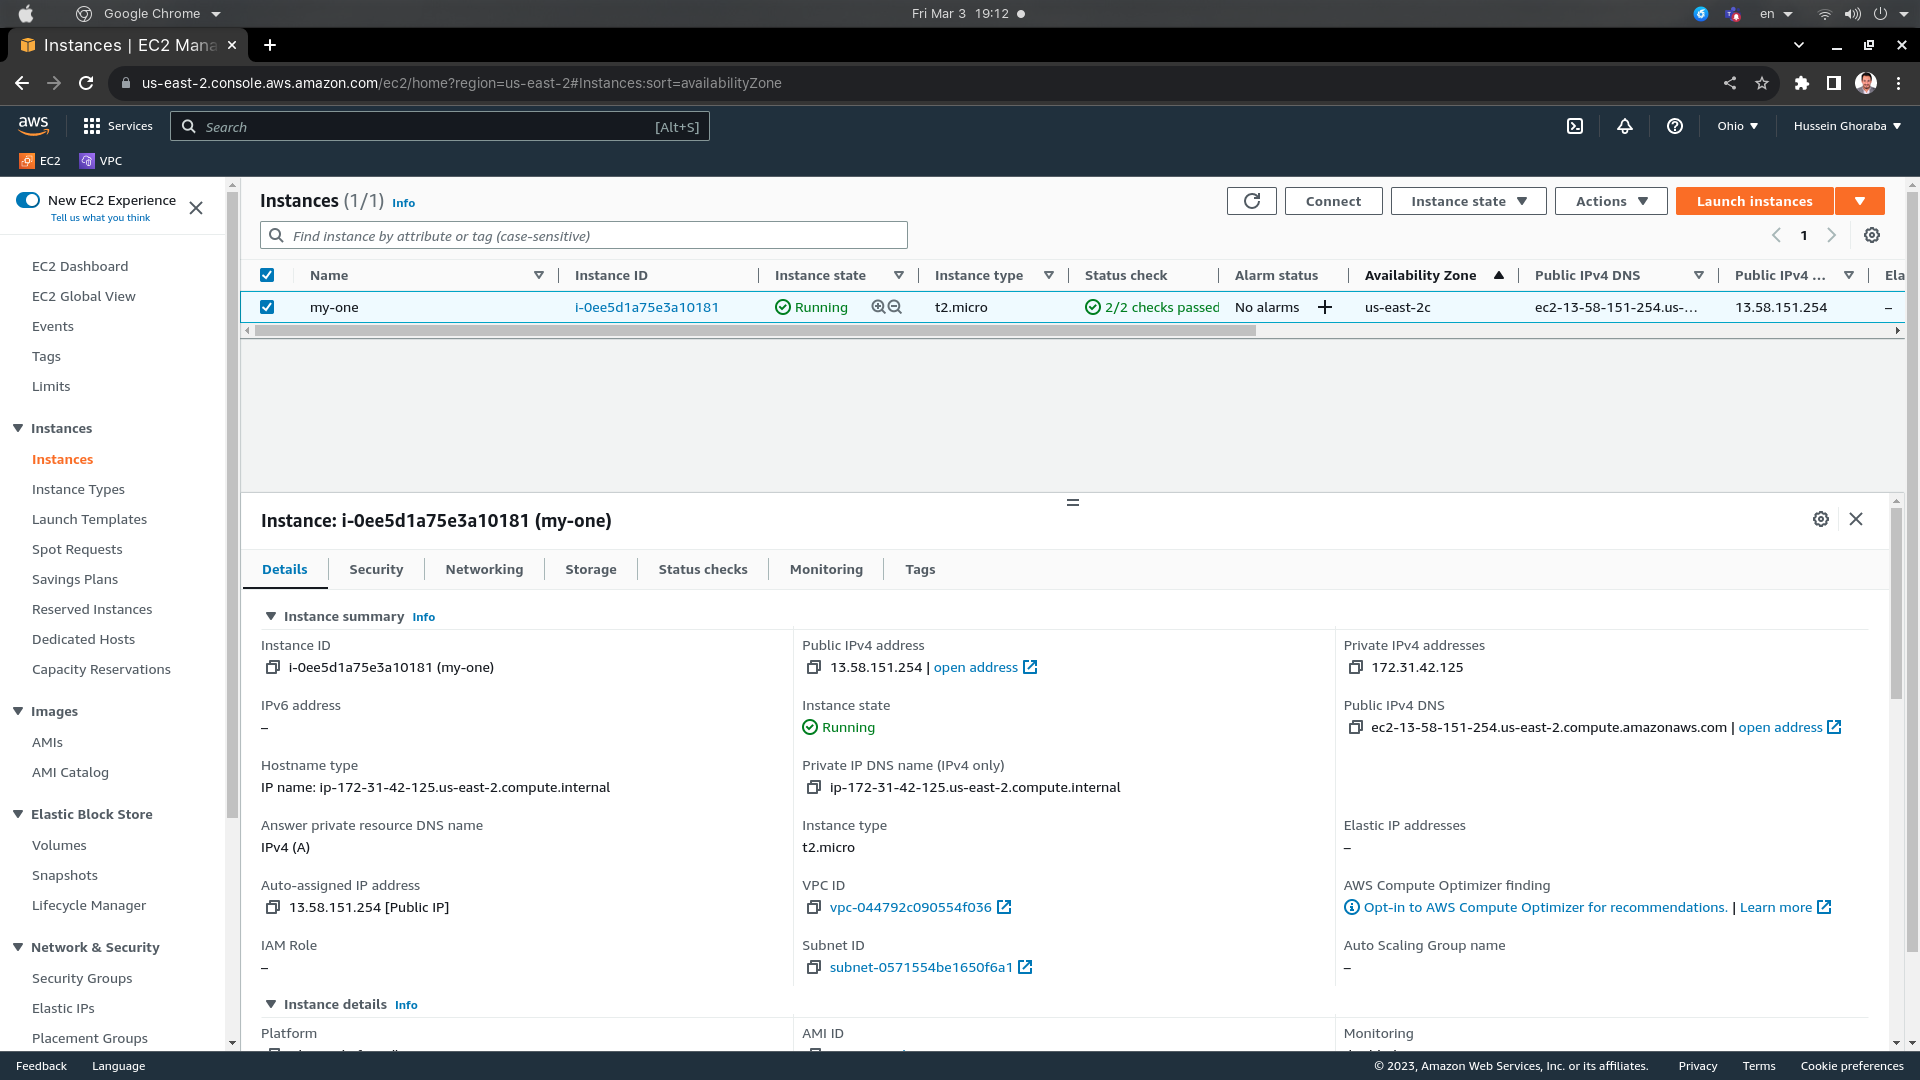 Google Chrome
Fri Mar 3 19:12
en
Instances | EC2 Mana
us-east-2.console.aws.amazon.com/ec2/home?region=us-east-2#Instances:sort=availabilityZone
aws
Services
Search
[Alt+S]
Ohio
Hussein Ghoraba
EC2
VPC
New EC2 Experience
Tell us what you think
EC2 Dashboard
EC2 Global View
Events
Tags
Limits
Instances
Instances
Instance Types
Launch Templates
Spot Requests
Savings Plans
Reserved Instances
Dedicated Hosts
Capacity Reservations
Images
AMIs
AMI Catalog
Elastic Block Store
Volumes
Snapshots
Lifecycle Manager
Network & Security
Security Groups
Elastic IPs
Placement Groups
Instances (1/1) Info
Connect
Instance state
Actions
Launch instances
Find instance by attribute or tag (case-sensitive)
1
Name Instance ID Instance state Instance type Status check Alarm status Availability Zone Public IPv4 DNS Public IPv4 ... Ela
my-one i-0ee5d1a75e3a10181 Running t2.micro 2/2 checks passed No alarms us-east-2c ec2-13-58-151-254.us-... 13.58.151.254 –
Instance: i-0ee5d1a75e3a10181 (my-one)
Details Security Networking Storage Status checks Monitoring Tags
Instance summary Info
Instance ID
i-0ee5d1a75e3a10181 (my-one)
Public IPv4 address
13.58.151.254 | open address
Private IPv4 addresses
172.31.42.125
IPv6 address
–
Instance state
Running
Public IPv4 DNS
ec2-13-58-151-254.us-east-2.compute.amazonaws.com | open address
Hostname type
IP name: ip-172-31-42-125.us-east-2.compute.internal
Private IP DNS name (IPv4 only)
ip-172-31-42-125.us-east-2.compute.internal
Answer private resource DNS name
IPv4 (A)
Instance type
t2.micro
Elastic IP addresses
–
Auto-assigned IP address
13.58.151.254 [Public IP]
VPC ID
vpc-044792c090554f036
AWS Compute Optimizer finding
Opt-in to AWS Compute Optimizer for recommendations. | Learn more
IAM Role
–
Subnet ID
subnet-0571554be1650f6a1
Auto Scaling Group name
–
Instance details Info
Platform
AMI ID
Monitoring
Feedback
Language
© 2023, Amazon Web Services, Inc. or its affiliates.
Privacy
Terms
Cookie preferences